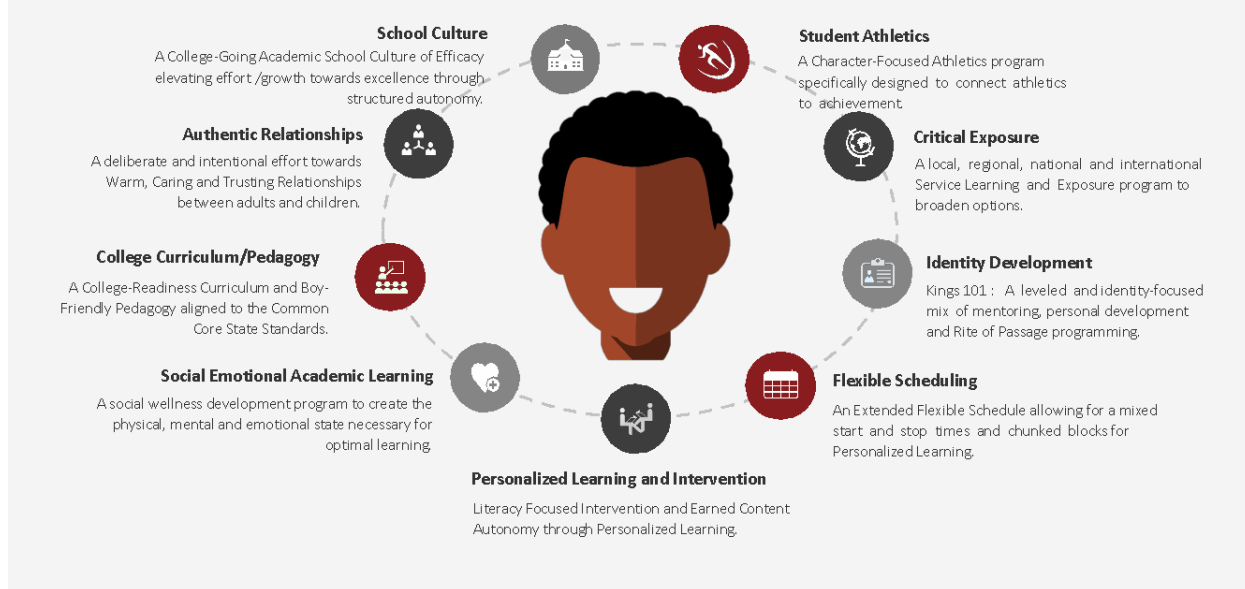 School Culture
A College-Going Academic School Culture of Efficacy
elevating effort /growth towards excellence through
structured autonomy.
Student Athletics
A Character-Focused Athletics program
specifically designed to connect athletics
to achievement.
Authentic Relationships
A deliberate and intentional effort towards
Warm, Caring and Trusting Relationships
between adults and children.
Critical Exposure
A local, regional, national and international
Service Learning and Exposure program to
broaden options.
College Curriculum/Pedagogy
A College-Readiness Curriculum and Boy-
Friendly Pedagogy aligned to the Common
Core State Standards.
Identity Development
Kings 101 : A leveled and identity-focused
mix of mentoring, personal development
and Rite of Passage programming.
Social Emotional Academic Learning
A social wellness development program to create the
physical, mental and emotional state necessary for
optimal learning.
Flexible Scheduling
An Extended Flexible Schedule allowing for a mixed
start and stop times and chunked blocks for
Personalized Learning.
Personalized Learning and Intervention
Literacy Focused Intervention and Earned Content
Autonomy through Personalized Learning.